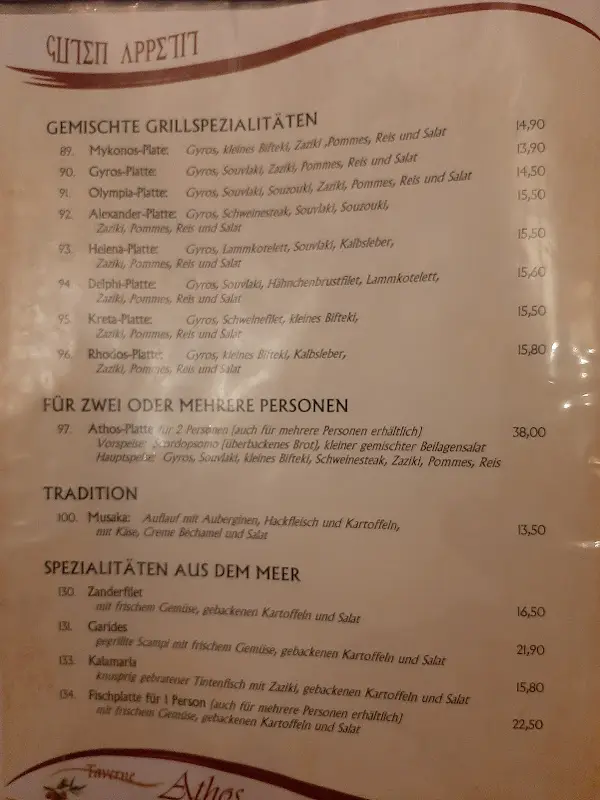 GUTEN APPETIT
GEMISCHTE GRILLSPEZIALITÄTEN
89. Mykonos-Plate: Gyros, kleines Bifteki, Zaziki ,Pommes, Reis und Salat 14,90
90. Gyros-Platte: Gyros, Souvlaki, Zaziki, Pommes, Reis und Salat 13,90
91. Olympia-Platte: Gyros, Souvlaki, Souzouki, Zaziki, Pommes, Reis und Salat 14,50
92. Alexander-Platte: Gyros, Schweinesteak, Souvlaki, Souzouki, 15,50
Zaziki, Pommes, Reis und Salat
93. Helena-Platte: Gyros, Lammkotelett, Souvlaki, Kalbsleber, 15,50
Zaziki, Pommes, Reis und Salat
94. Delphi-Platte: Gyros, Souvlaki, Hähnchenbrustfilet, Lammkotelett, 15,60
Zaziki, Pommes, Reis und Salat
95. Kreta-Platte: Gyros, Schweinefilet, kleines Bifteki, 15,50
Zaziki, Pommes, Reis und Salat
96. Rhodos-Platte: Gyros, kleines Bifteki, Kalbsleber, 15,80
Zaziki, Pommes, Reis und Salat
FÜR ZWEI ODER MEHRERE PERSONEN
97. Athos-Platte für 2 Personen (auch für mehrere Personen erhältlich) 38,00
Vorspeise: Scordopsomo (überbackenes Brot), kleiner gemischter Beilagensalat
Hauptspeise: Gyros, Souvlaki, kleines Bifteki, Schweinesteak, Zaziki, Pommes, Reis
TRADITION
100. Musaka: Auflauf mit Auberginen, Hackfleisch und Kartoffeln,
mit Käse, Creme Bechamel und Salat 13,50
SPEZIALITÄTEN AUS DEM MEER
130. Zanderfilet
mit frischem Gemüse, gebackenen Kartoffeln und Salat 16,50
131. Garides
gegrillte Scampi mit frischem Gemüse, gebackenen Kartoffeln und Salat 21,90
133. Kalamaria
knusprig gebratener Tintenfisch mit Zaziki, gebackenen Kartoffeln und Salat 15,80
134. Fischplatte für 1 Person (auch für mehrere Personen erhältlich)
mit frischem Gemüse, gebackenen Kartoffeln und Salat 22,50
Taverne Athos